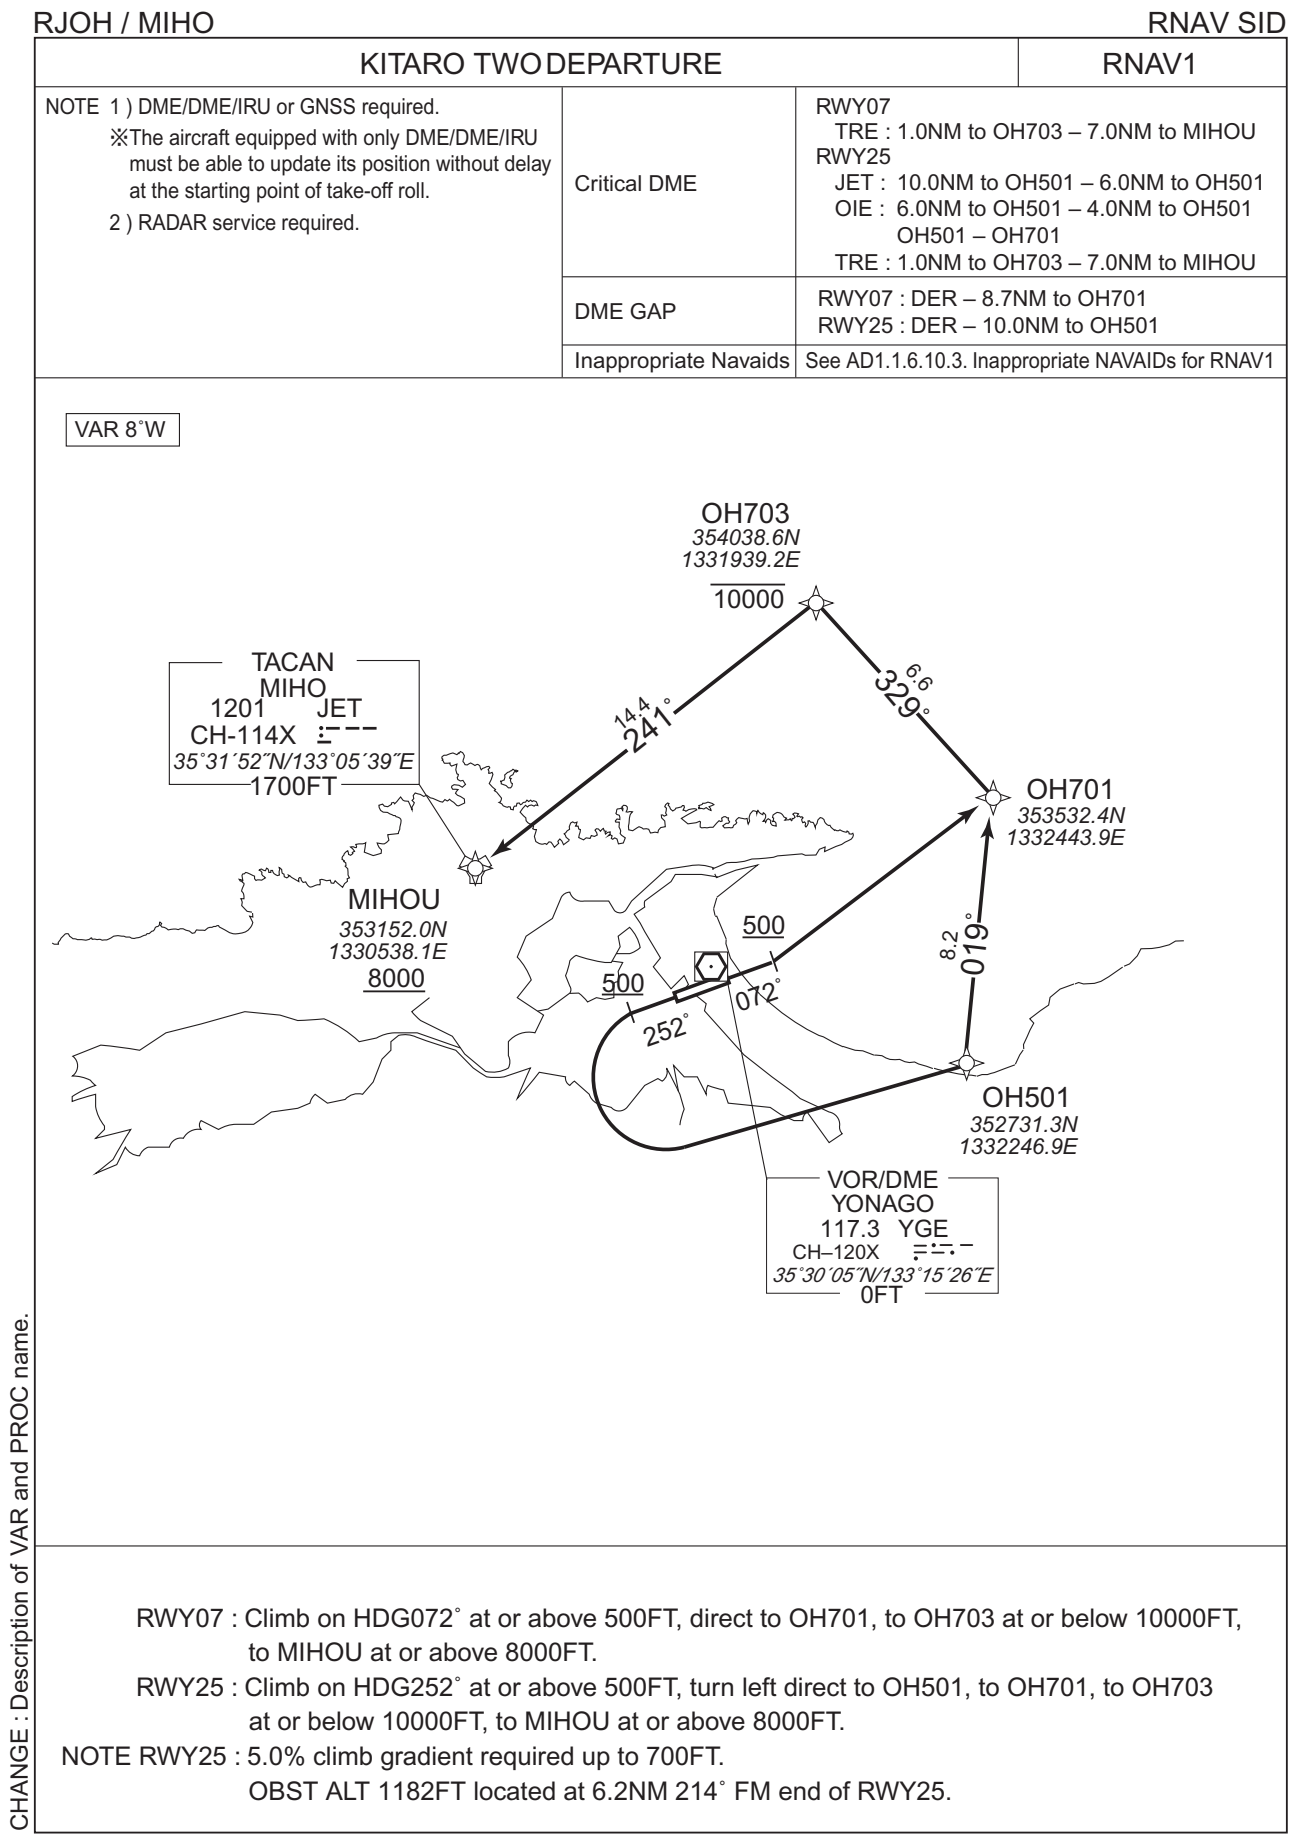 RJOH / MIHO
RNAV SID
KITARO TWO DEPARTURE
RNAV1
NOTE 1 ) DME/DME/IRU or GNSS required.
※The aircraft equipped with only DME/DME/IRU
must be able to update its position without delay
at the starting point of take-off roll.
2 ) RADAR service required.
Critical DME
RWY07
TRE : 1.0NM to OH703 – 7.0NM to MIHOU
RWY25
JET : 10.0NM to OH501 – 6.0NM to OH501
OIE : 6.0NM to OH501 – 4.0NM to OH501
OH501 – OH701
TRE : 1.0NM to OH703 – 7.0NM to MIHOU
DME GAP
RWY07 : DER – 8.7NM to OH701
RWY25 : DER – 10.0NM to OH501
Inappropriate Navaids
See AD1.1.6.10.3. Inappropriate NAVAIDs for RNAV1
VAR 8˚W
OH703
354038.6N
1331939.2E
10000
TACAN
MIHO
1201 JET
CH-114X
35˚31´52˝N/133˚05´39˝E
1700FT
14.4
241˚
6.6
329˚
OH701
353532.4N
1332443.9E
MIHOU
353152.0N
1330538.1E
8000
500
500
072˚
252˚
8.2
019˚
OH501
352731.3N
1332246.9E
VOR/DME
YONAGO
117.3 YGE
CH–120X
35˚30´05˝N/133˚15´26˝E
0FT
RWY07 : Climb on HDG072˚ at or above 500FT, direct to OH701, to OH703 at or below 10000FT,
to MIHOU at or above 8000FT.
RWY25 : Climb on HDG252˚ at or above 500FT, turn left direct to OH501, to OH701, to OH703
at or below 10000FT, to MIHOU at or above 8000FT.
NOTE RWY25 : 5.0% climb gradient required up to 700FT.
OBST ALT 1182FT located at 6.2NM 214˚ FM end of RWY25.
CHANGE : Description of VAR and PROC name.